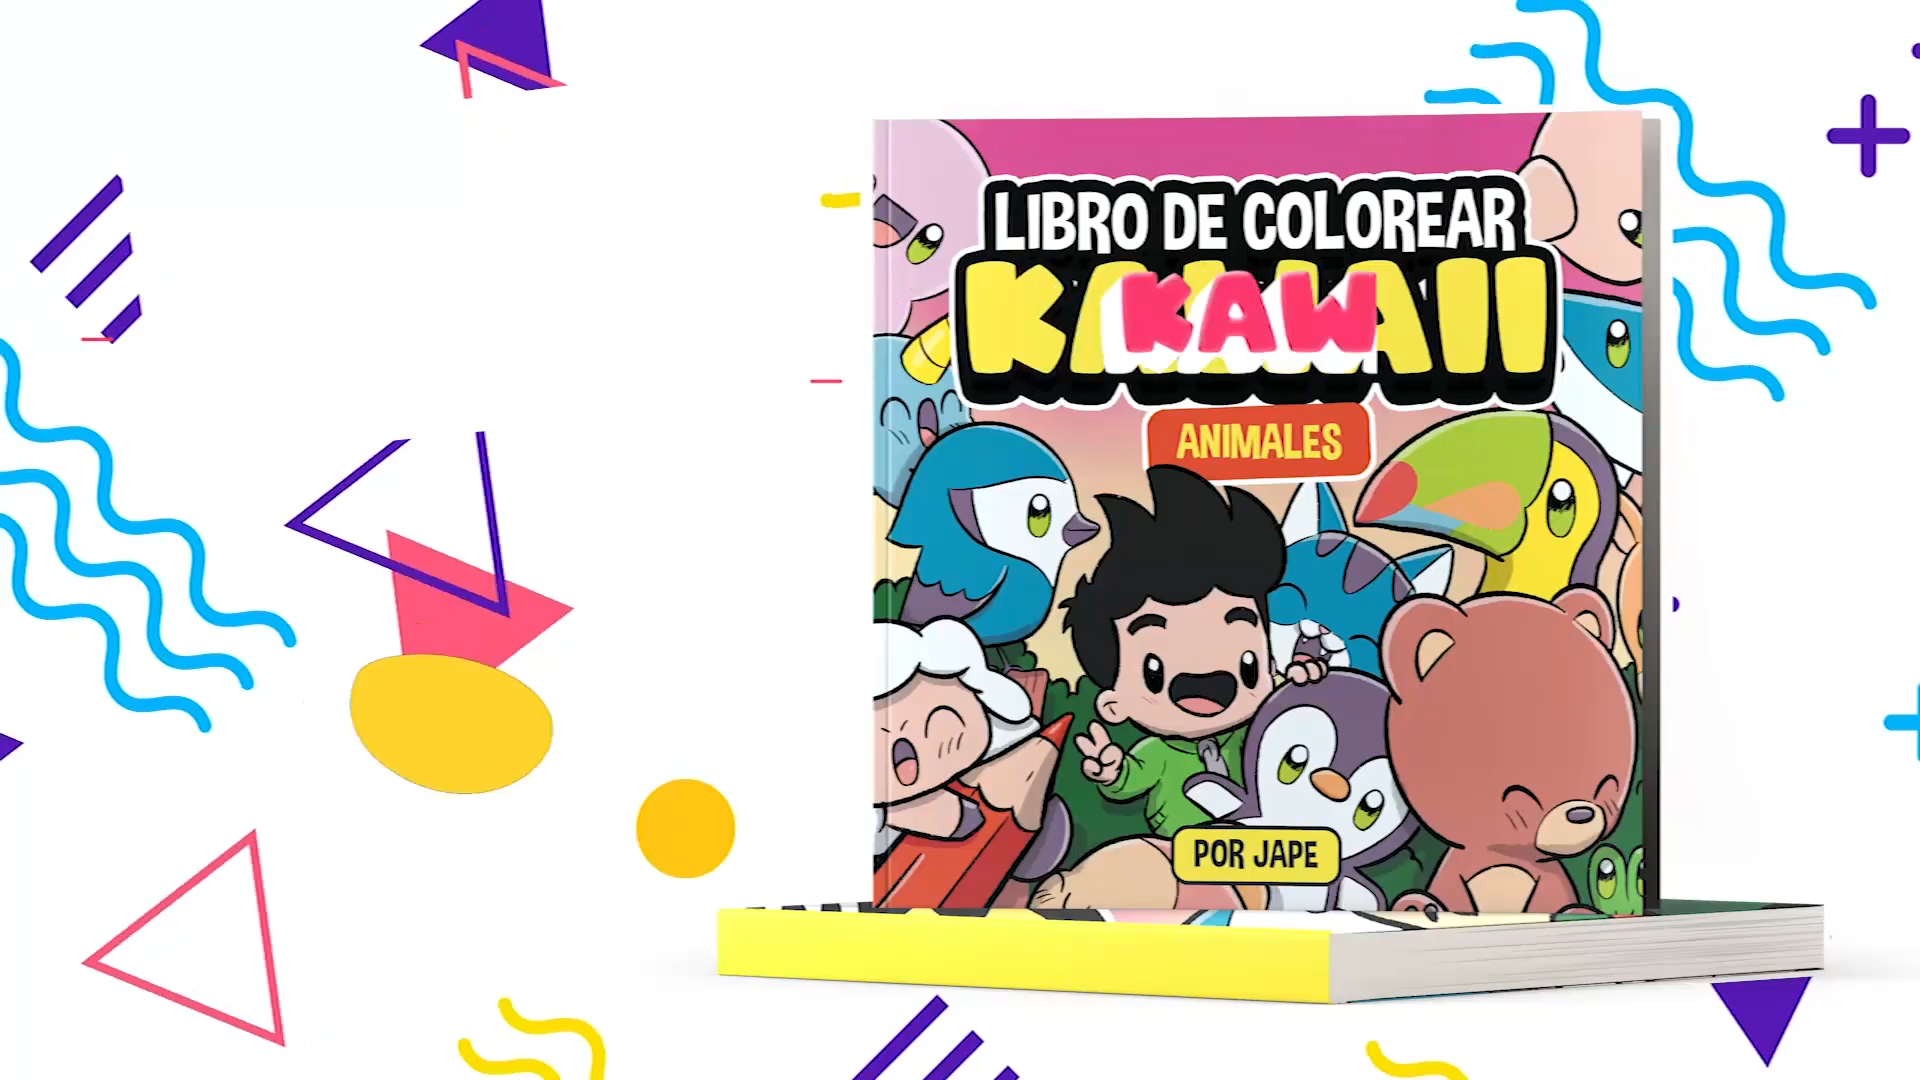 LIBRO DE COLOREAR
KAWAII
KAW
ANIMALES
POR JAPE